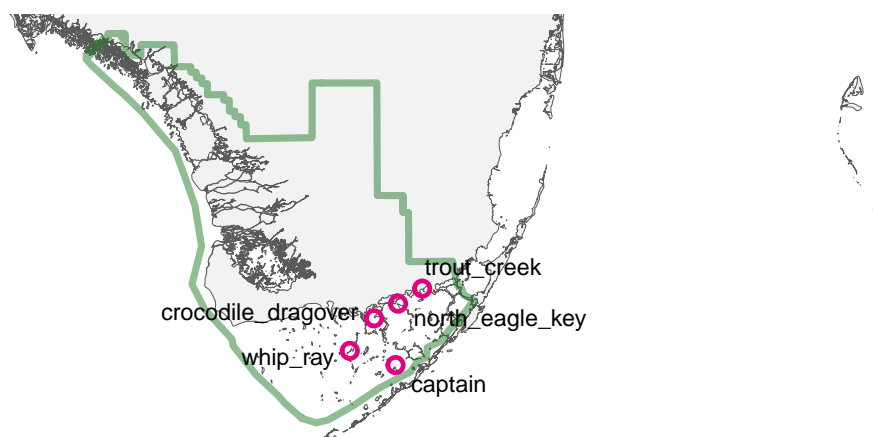 trout_creek
crocodile_dragover
north_eagle_key
whip_ray
captain